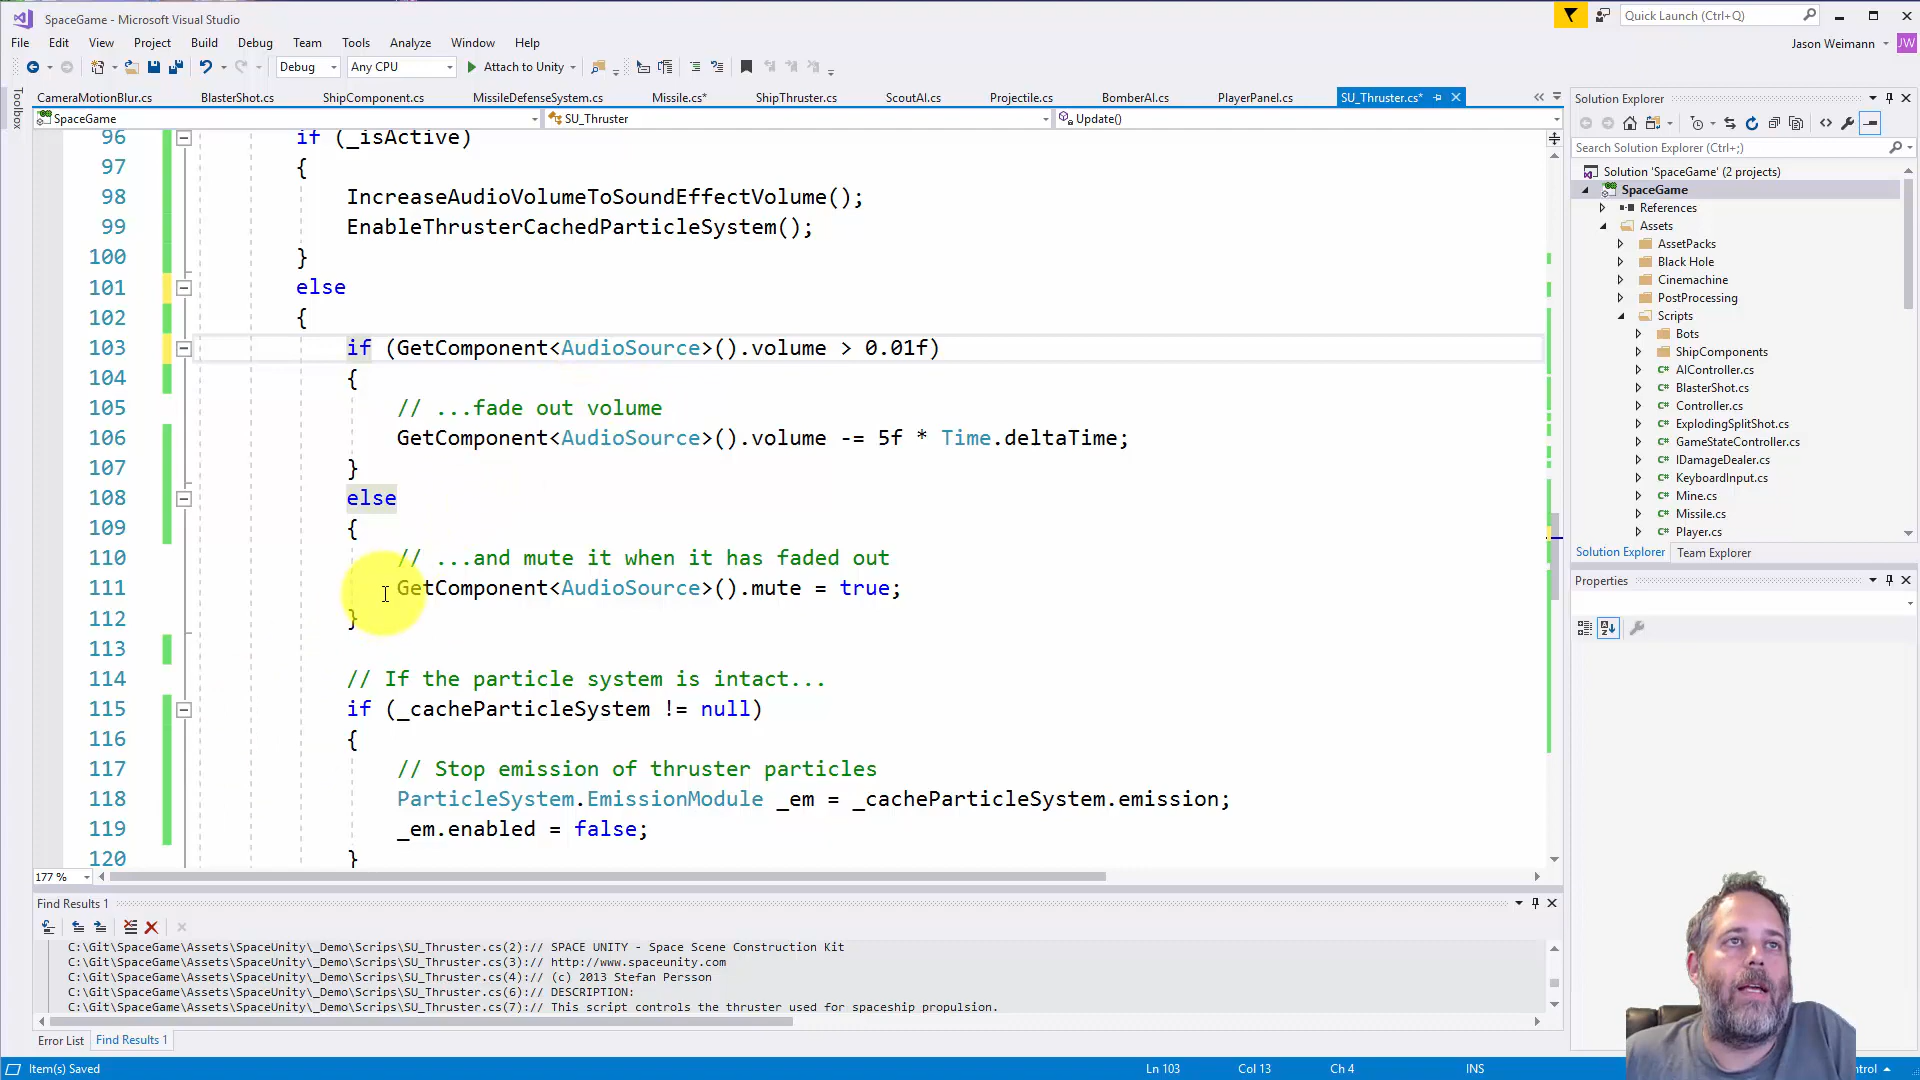 SpaceGame - Microsoft Visual Studio
Quick Launch (Ctrl+Q)
File Edit View Project Build Debug Team Tools Analyze Window Help
Jason Weimann JW
Debug Any CPU Attach to Unity
Toolbox
CameraMotionBlur.cs BlasterShot.cs ShipComponent.cs MissileDefenseSystem.cs Missile.cs* ShipThruster.cs ScoutAI.cs Projectile.cs BomberAI.cs PlayerPanel.cs SU_Thruster.cs*
SpaceGame SU_Thruster Update()
96 if (_isActive)
97 {
98 IncreaseAudioVolumeToSoundEffectVolume();
99 EnableThrusterCachedParticleSystem();
100 }
101 else
102 {
103 if (GetComponent<AudioSource>().volume > 0.01f)
104 {
105 // ...fade out volume
106 GetComponent<AudioSource>().volume -= 5f * Time.deltaTime;
107 }
108 else
109 {
110 // ...and mute it when it has faded out
111 GetComponent<AudioSource>().mute = true;
112 }
113
114 // If the particle system is intact...
115 if (_cacheParticleSystem != null)
116 {
117 // Stop emission of thruster particles
118 ParticleSystem.EmissionModule _em = _cacheParticleSystem.emission;
119 _em.enabled = false;
120 }
177 %
Find Results 1
C:\Git\SpaceGame\Assets\SpaceUnity\_Demo\Scrips\SU_Thruster.cs(2):// SPACE UNITY - Space Scene Construction Kit
C:\Git\SpaceGame\Assets\SpaceUnity\_Demo\Scrips\SU_Thruster.cs(3):// http://www.spaceunity.com
C:\Git\SpaceGame\Assets\SpaceUnity\_Demo\Scrips\SU_Thruster.cs(4):// (c) 2013 Stefan Persson
C:\Git\SpaceGame\Assets\SpaceUnity\_Demo\Scrips\SU_Thruster.cs(6):// DESCRIPTION:
C:\Git\SpaceGame\Assets\SpaceUnity\_Demo\Scrips\SU_Thruster.cs(7):// This script controls the thruster used for spaceship propulsion.
Error List Find Results 1
Item(s) Saved Ln 103 Col 13 Ch 4 INS
Solution Explorer
Search Solution Explorer (Ctrl+;)
Solution 'SpaceGame' (2 projects)
SpaceGame
References
Assets
AssetPacks
Black Hole
Cinemachine
PostProcessing
Scripts
Bots
ShipComponents
C# AIController.cs
C# BlasterShot.cs
C# Controller.cs
C# ExplodingSplitShot.cs
C# GameStateController.cs
C# IDamageDealer.cs
C# KeyboardInput.cs
C# Mine.cs
C# Missile.cs
C# Player.cs
Solution Explorer Team Explorer
Properties